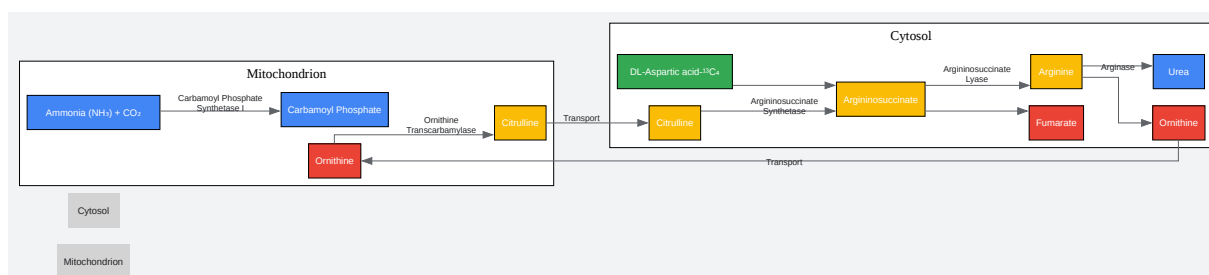 Mitochondrion
Ammonia (NH₃) + CO₂
Carbamoyl Phosphate
Synthetase I
Carbamoyl Phosphate
Ornithine
Ornithine
Transcarbamylase
Citrulline
Transport
Cytosol
DL-Aspartic acid-¹³C₄
Citrulline
Argininosuccinate
Synthetase
Argininosuccinate
Argininosuccinate
Lyase
Arginine
Fumarate
Arginase
Urea
Ornithine
Transport
Cytosol
Mitochondrion